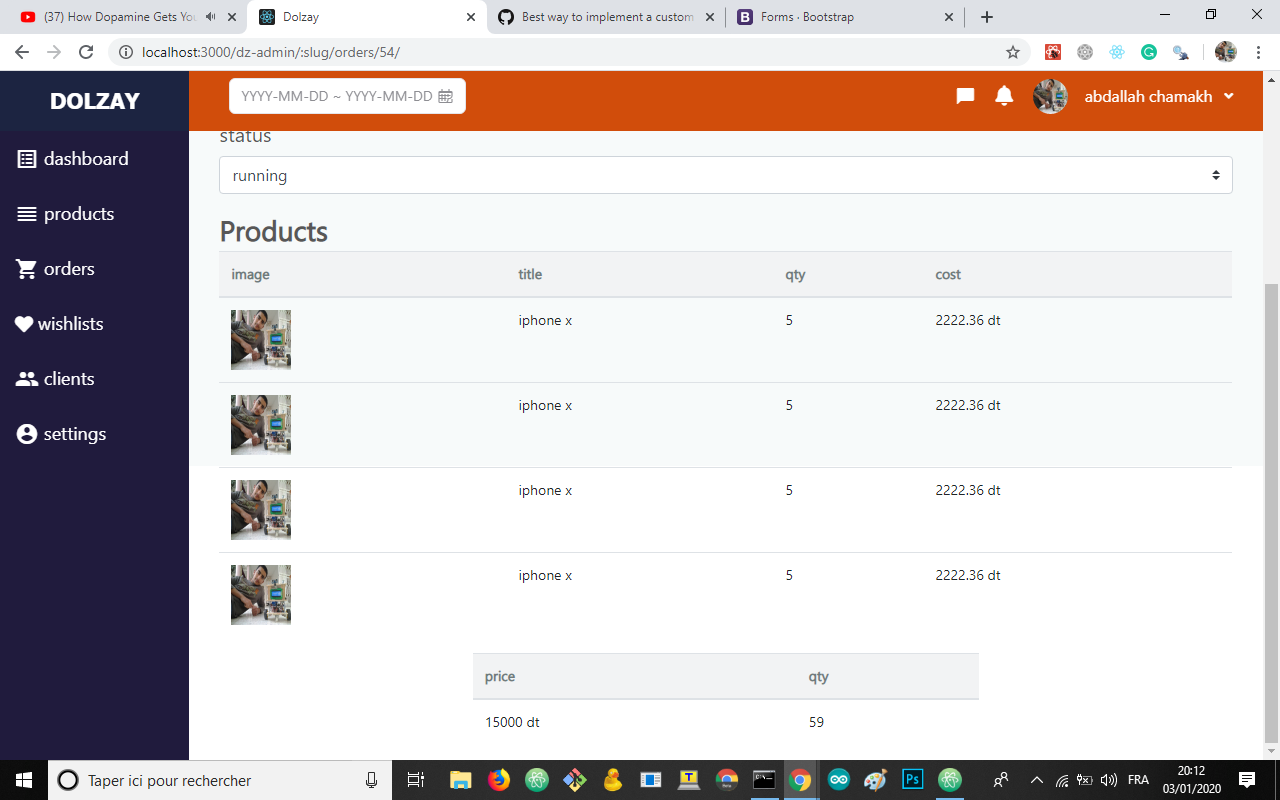 (37) How Dopamine Gets You
Dolzay
Best way to implement a custom
Forms · Bootstrap
localhost:3000/dz-admin/:slug/orders/54/
DOLZAY
YYYY-MM-DD ~ YYYY-MM-DD
abdallah chamakh
dashboard
products
orders
wishlists
clients
settings
status
running
Products
image title qty cost
iphone x 5 2222.36 dt
iphone x 5 2222.36 dt
iphone x 5 2222.36 dt
iphone x 5 2222.36 dt
price qty
15000 dt 59
Taper ici pour rechercher
Ps
FRA
20:12
03/01/2020